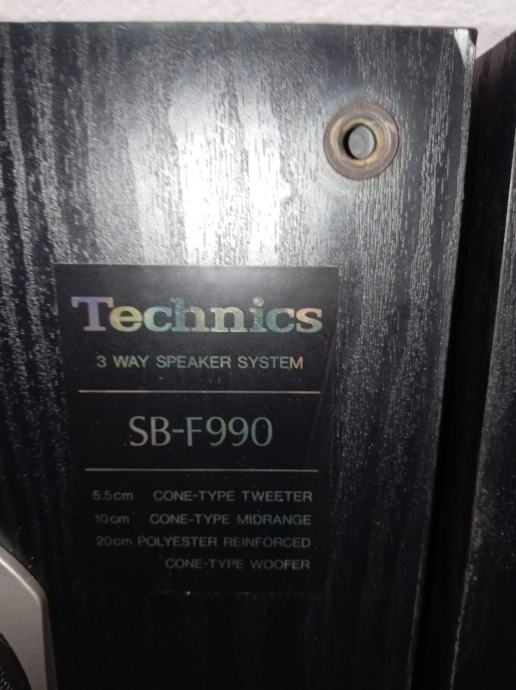 Technics
3 WAY SPEAKER SYSTEM
SB-F990
5.5cm CONE-TYPE TWEETER
10cm CONE-TYPE MIDRANGE
20cm POLYESTER REINFORCED
CONE-TYPE WOOFER